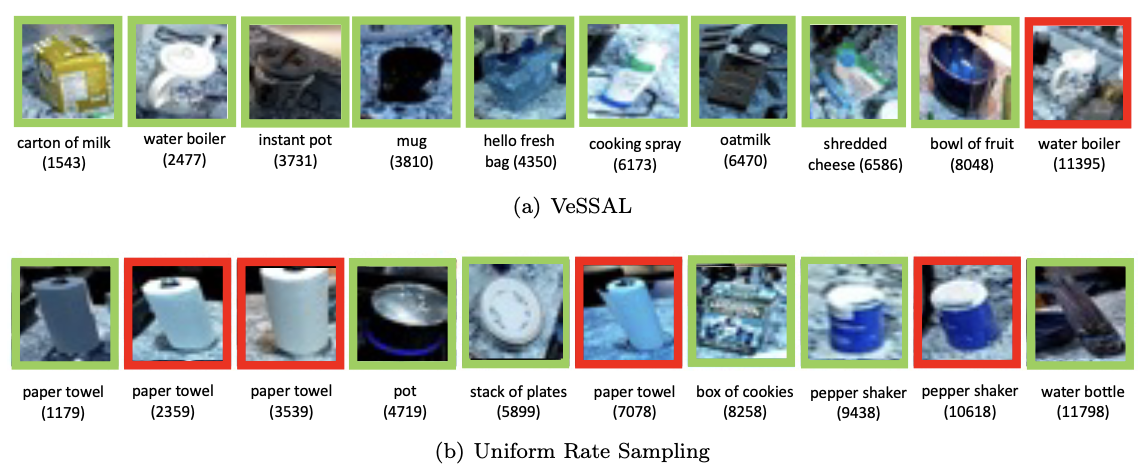 carton of milk
(1543)
water boiler
(2477)
instant pot
(3731)
mug
(3810)
hello fresh
bag (4350)
cooking spray
(6173)
oatmilk
(6470)
shredded
cheese (6586)
bowl of fruit
(8048)
water boiler
(11395)
(a) VeSSAL
paper towel
(1179)
paper towel
(2359)
paper towel
(3539)
pot
(4719)
stack of plates
(5899)
paper towel
(7078)
box of cookies
(8258)
pepper shaker
(9438)
pepper shaker
(10618)
water bottle
(11798)
(b) Uniform Rate Sampling